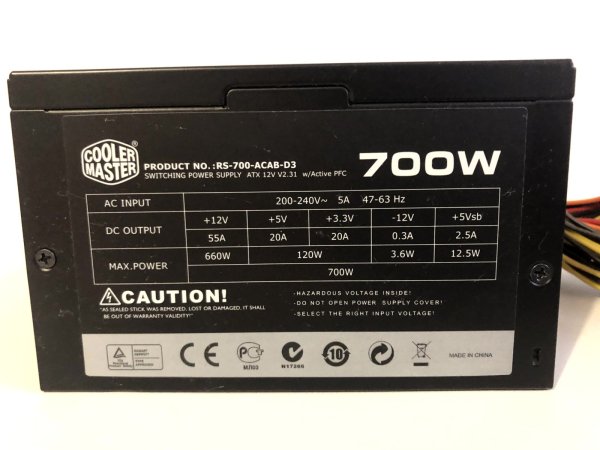 COOLER
MASTER
PRODUCT NO.:RS-700-ACAB-D3
SWITCHING POWER SUPPLY ATX 12V V2.31 w/Active PFC
700W
AC INPUT 200-240V~ 5A 47-63 Hz
DC OUTPUT +12V +5V +3.3V -12V +5Vsb
55A 20A 20A 0.3A 2.5A
MAX.POWER 660W 120W 3.6W 12.5W
700W
CAUTION!
"AS SEALED STICK WAS REMOVED, LOST OR DAMAGED, IT SHALL
BE OUT OF WARRANTY VALIDITY"
·HAZARDOUS VOLTAGE INSIDE!
·DO NOT OPEN POWER SUPPLY COVER!
·SELECT THE RIGHT INPUT VOLTAGE!
CE
МЛ03
N17266
10
MADE IN CHINA